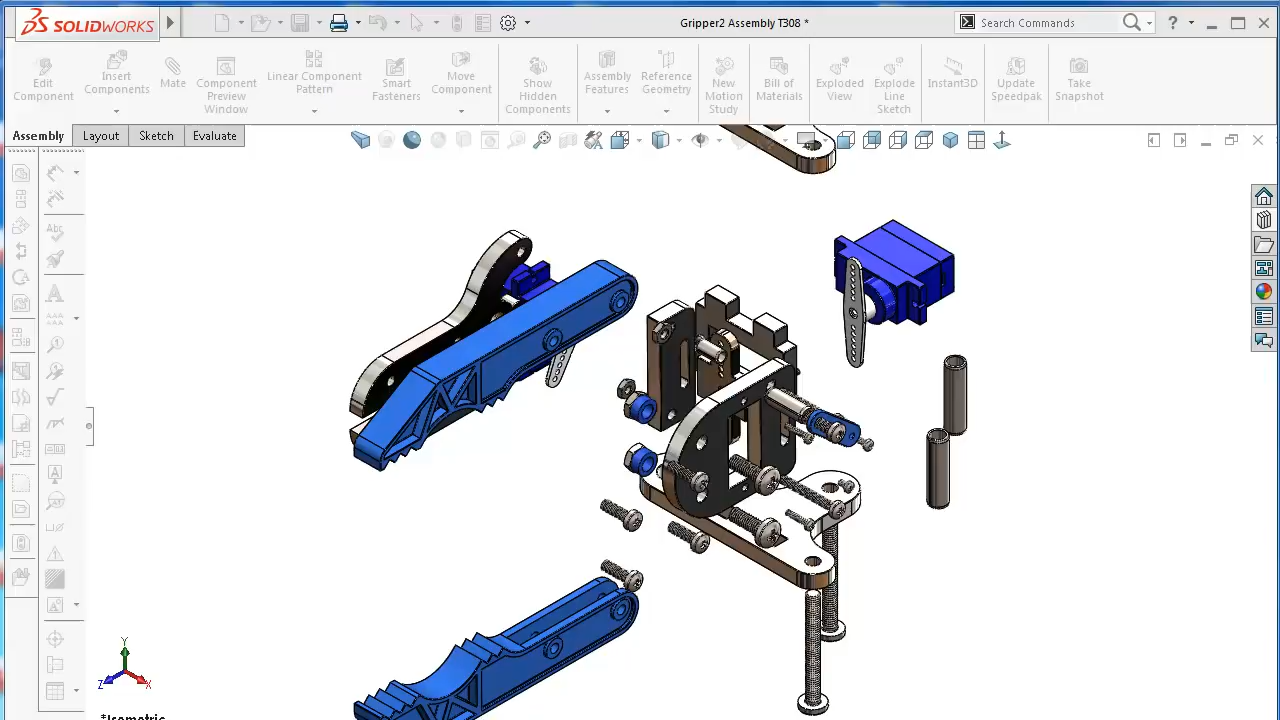 SOLIDWORKS
Gripper2 Assembly T308 *
Search Commands
?
Edit
Component
Insert
Components
Mate
Component
Preview
Window
Linear Component
Pattern
Smart
Fasteners
Move
Component
Show
Hidden
Components
Assembly
Features
Reference
Geometry
New
Motion
Study
Bill of
Materials
Exploded
View
Explode
Line
Sketch
Instant3D
Update
Speedpak
Take
Snapshot
Assembly
Layout
Sketch
Evaluate
Abc
Y
Z
X
*Isometric